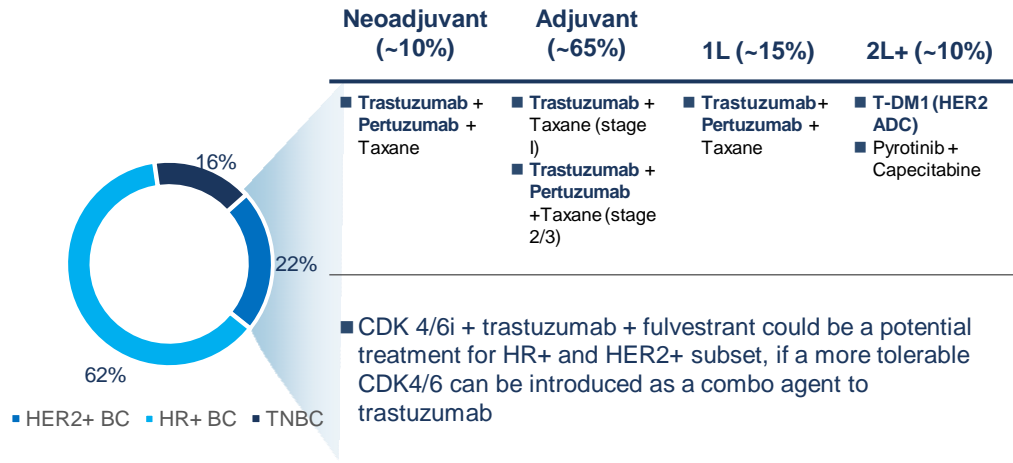 Neoadjuvant
(~10%)
Adjuvant
(~65%)
1L (~15%)
2L+ (~10%)
■ Trastuzumab +
Pertuzumab +
Taxane
■ Trastuzumab +
Taxane (stage
I)
■ Trastuzumab +
Pertuzumab
+Taxane (stage
2/3)
■ Trastuzumab+
Pertuzumab +
Taxane
■ T-DM1 (HER2
ADC)
■ Pyrotinib +
Capecitabine
16%
22%
62%
■ HER2+ BC ■ HR+ BC ■ TNBC
■ CDK 4/6i + trastuzumab + fulvestrant could be a potential
treatment for HR+ and HER2+ subset, if a more tolerable
CDK4/6 can be introduced as a combo agent to
trastuzumab